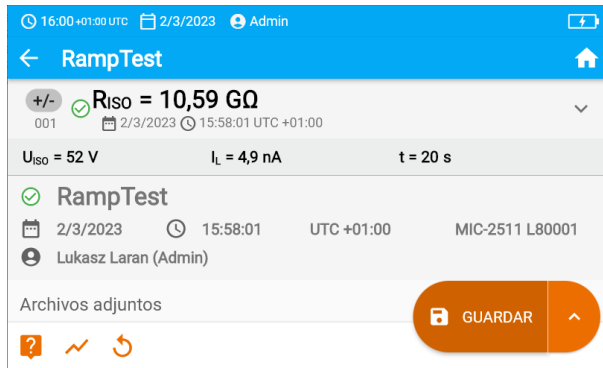 16:00+01:00 UTC 2/3/2023 Admin
RampTest
+/- RISO = 10,59 GΩ
001 2/3/2023 15:58:01 UTC +01:00
UISO = 52 V IL = 4,9 nA t = 20 s
RampTest
2/3/2023 15:58:01 UTC +01:00 MIC-2511 L80001
Lukasz Laran (Admin)
Archivos adjuntos
GUARDAR